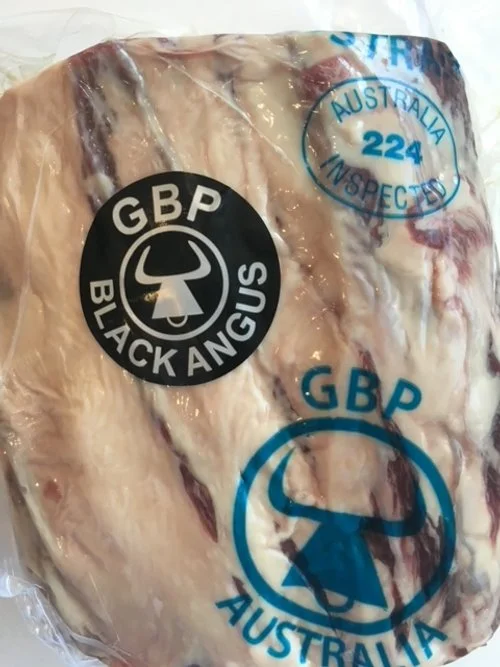 AUSTRALIA
224
INSPECTED
GBP
BLACK ANGUS
GBP
AUSTRALIA